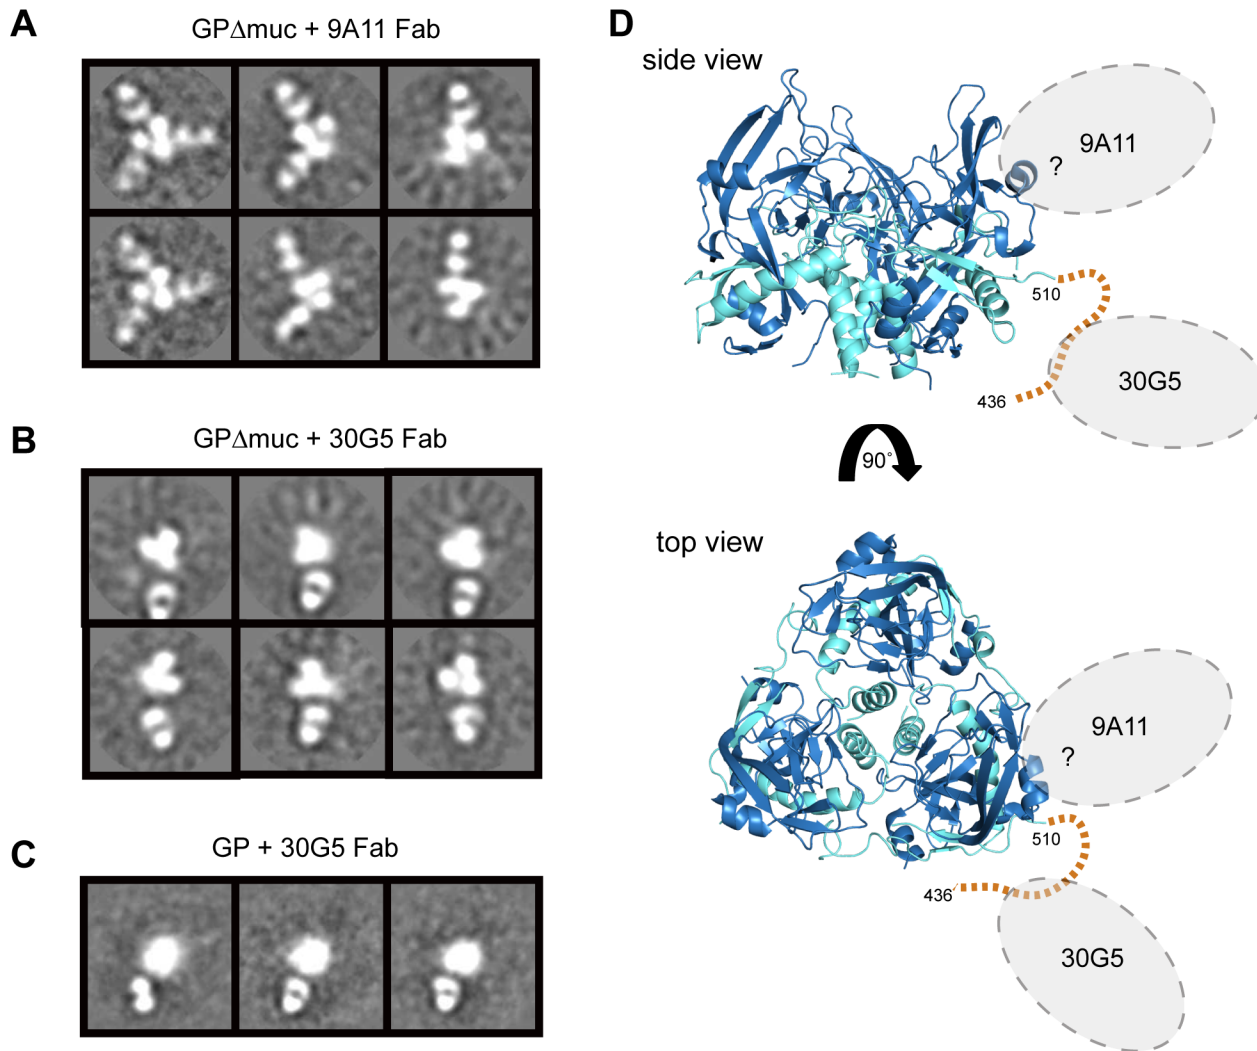 A
GPΔmuc + 9A11 Fab
B
GPΔmuc + 30G5 Fab
C
GP + 30G5 Fab
D
side view
9A11
?
510
30G5
436
90°
top view
9A11
?
510
436
30G5